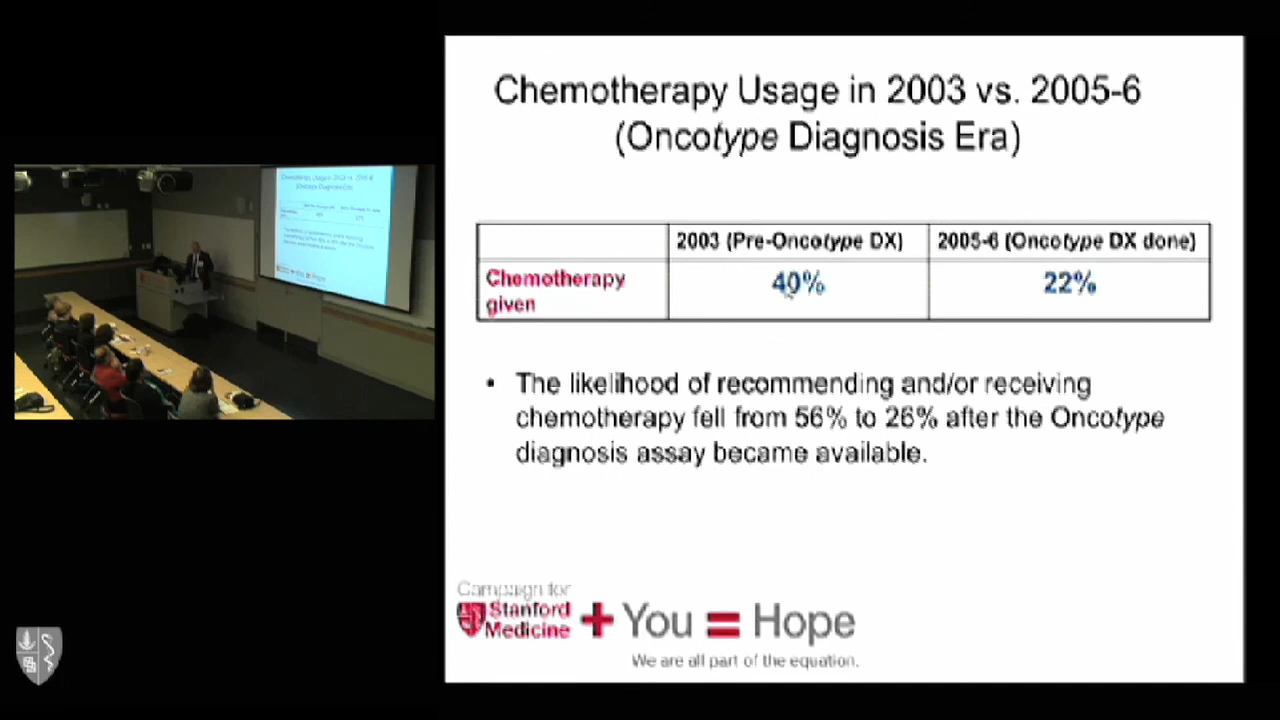 Chemotherapy Usage in 2003 vs. 2005-6
(Oncotype Diagnosis Era)
2003 (Pre-Oncotype DX)
2005-6 (Oncotype DX done)
Chemotherapy
given
40%
22%
• The likelihood of recommending and/or receiving
chemotherapy fell from 56% to 26% after the Oncotype
diagnosis assay became available.
Campaign for
Stanford
Medicine
+ You = Hope
We are all part of the equation.